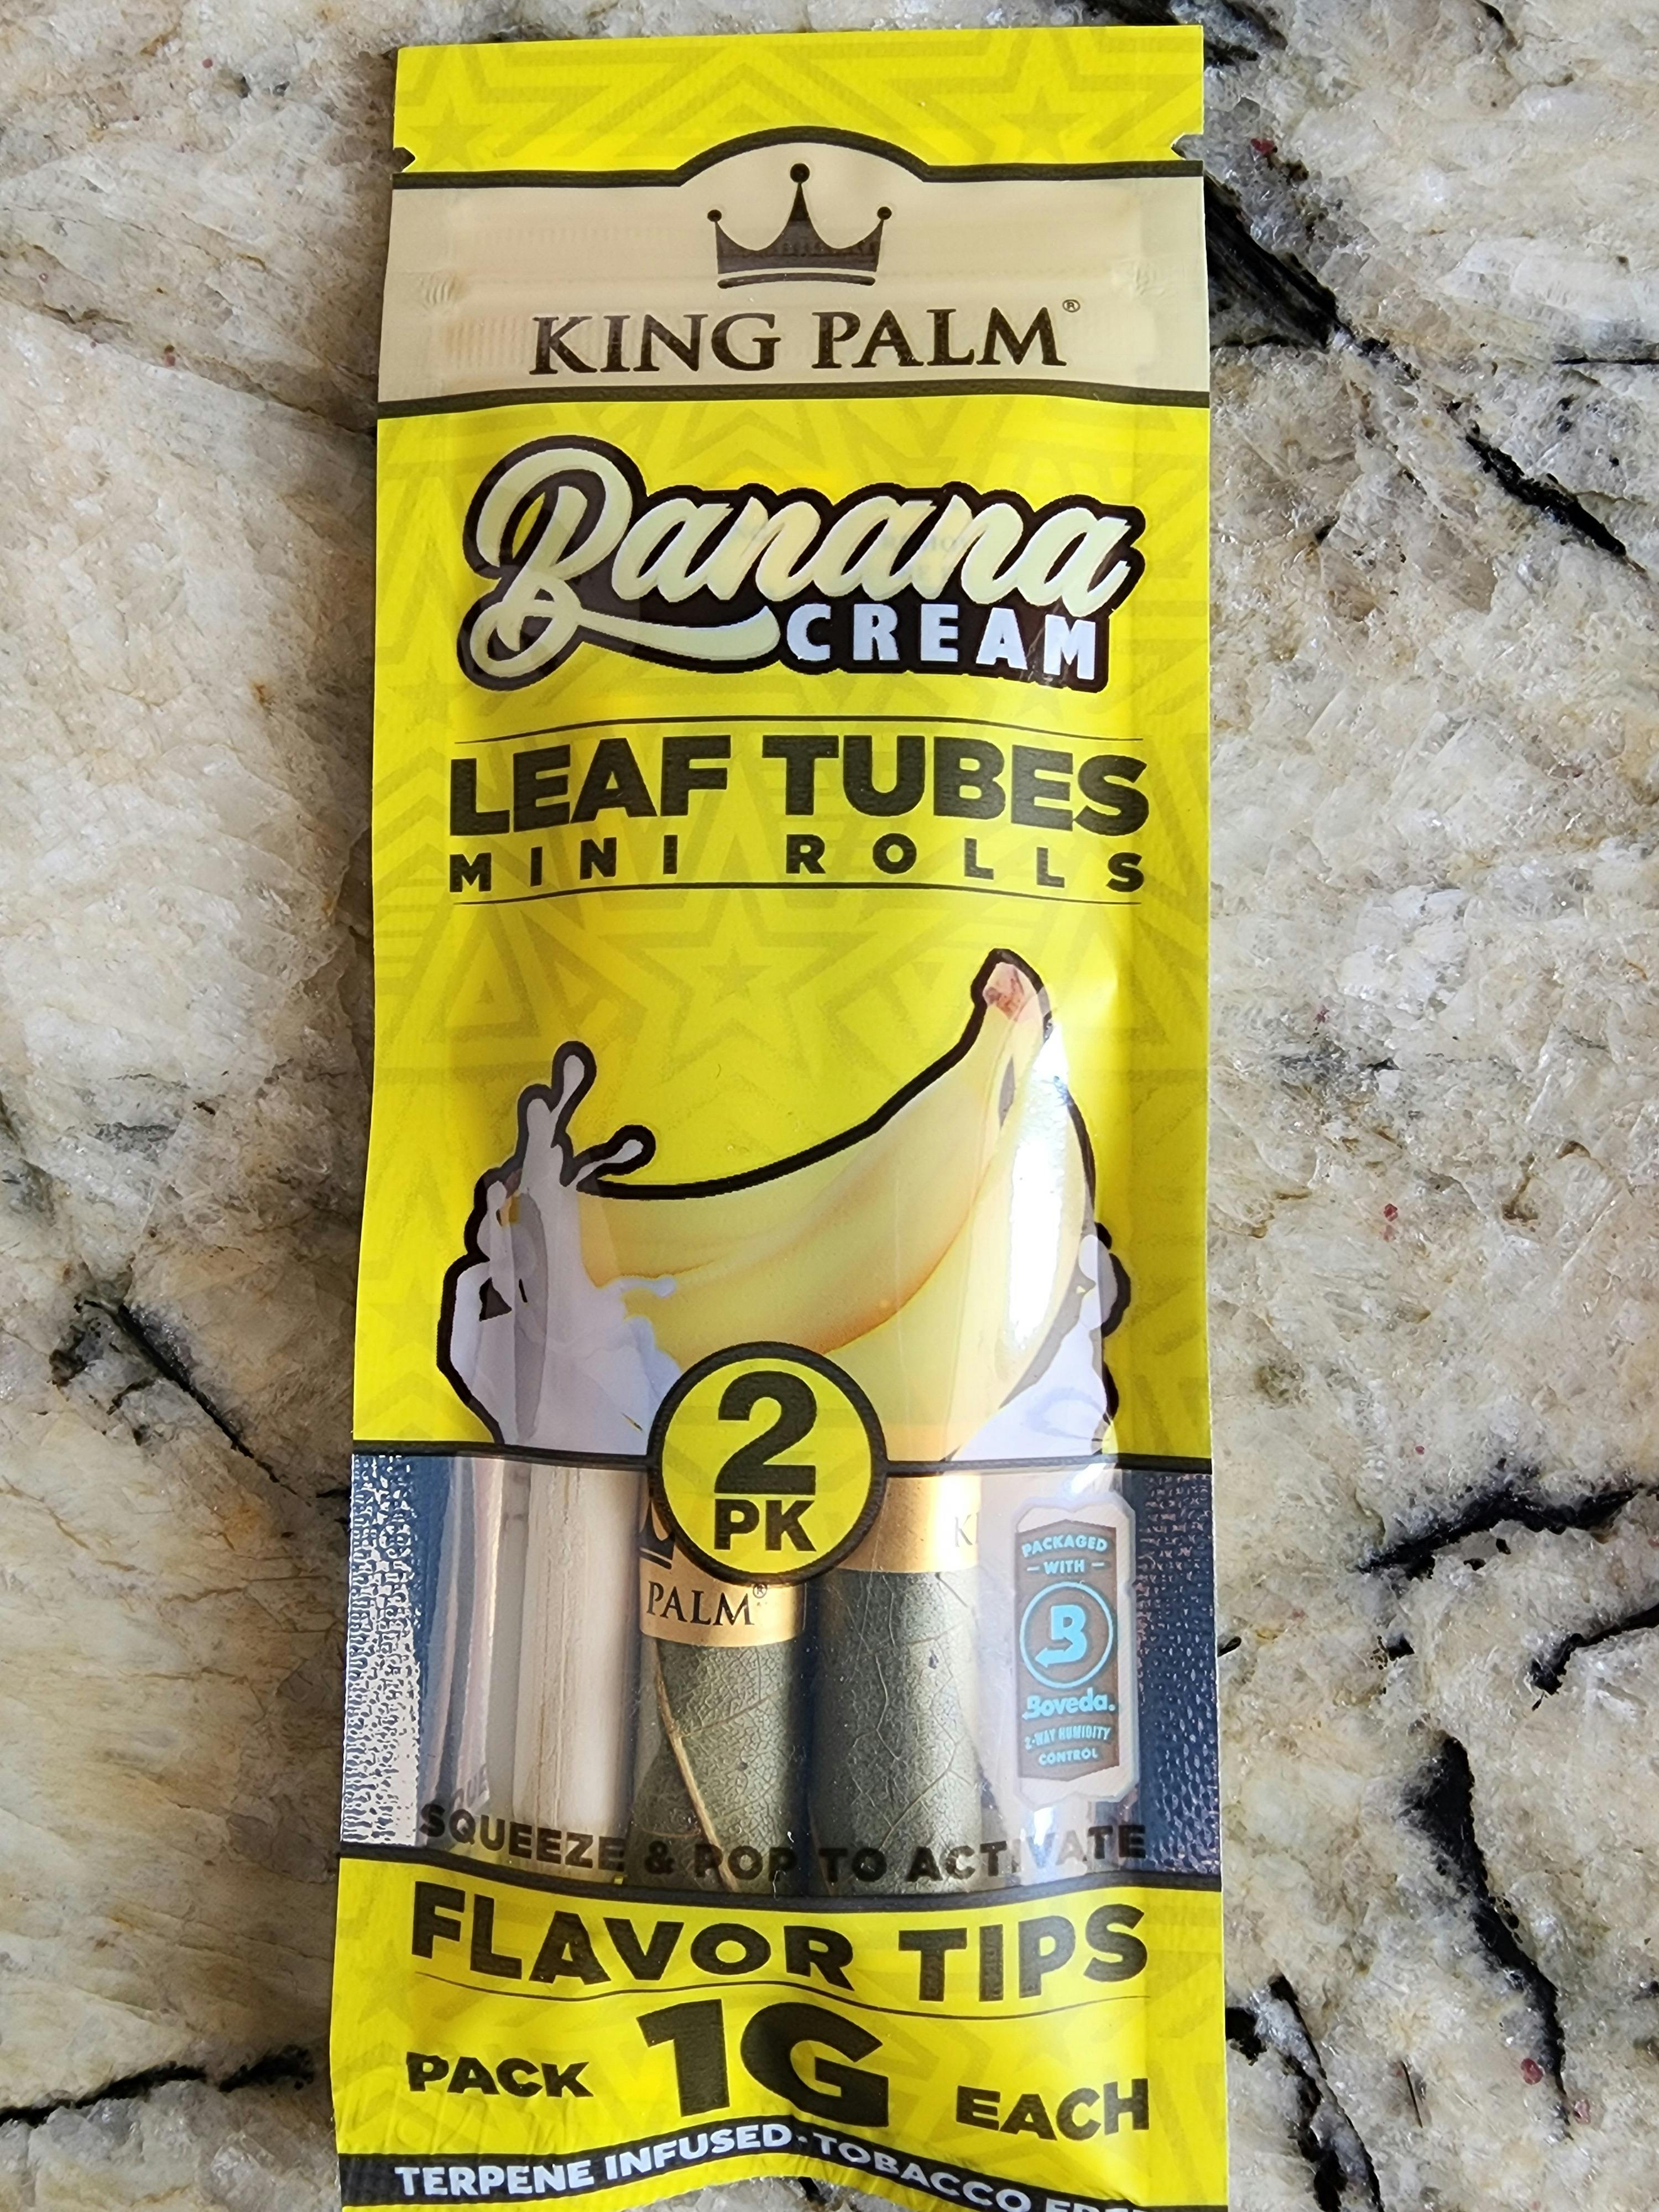 KING PALM®
Banana
CREAM
LEAF TUBES
MINI ROLLS
2
PK
PALM®
K
PACKAGED
WITH
B
Boveda.
2-WAY HUMIDITY
CONTROL
SQUEEZE & POP TO ACTIVATE
FLAVOR TIPS
PACK 1G EACH
TERPENE INFUSED-TOBACCO